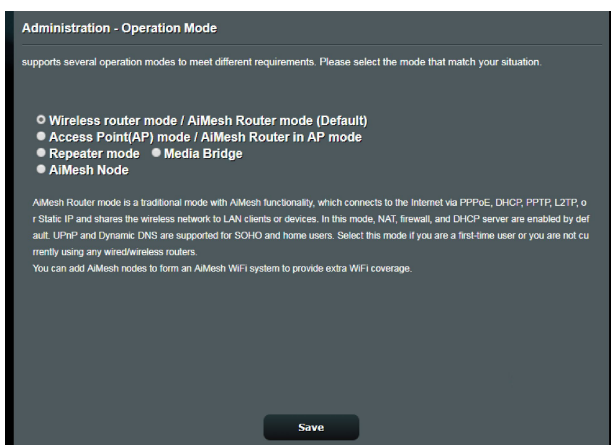 Administration - Operation Mode
supports several operation modes to meet different requirements. Please select the mode that match your situation.
Wireless router mode / AiMesh Router mode (Default)
Access Point(AP) mode / AiMesh Router in AP mode
Repeater mode Media Bridge
AiMesh Node
AiMesh Router mode is a traditional mode with AiMesh functionality, which connects to the Internet via PPPoE, DHCP, PPTP, L2TP, o
r Static IP and shares the wireless network to LAN clients or devices. In this mode, NAT, firewall, and DHCP server are enabled by def
ault. UPnP and Dynamic DNS are supported for SOHO and home users. Select this mode if you are a first-time user or you are not cu
rrently using any wired/wireless routers.
You can add AiMesh nodes to form an AiMesh WiFi system to provide extra WiFi coverage.
Save